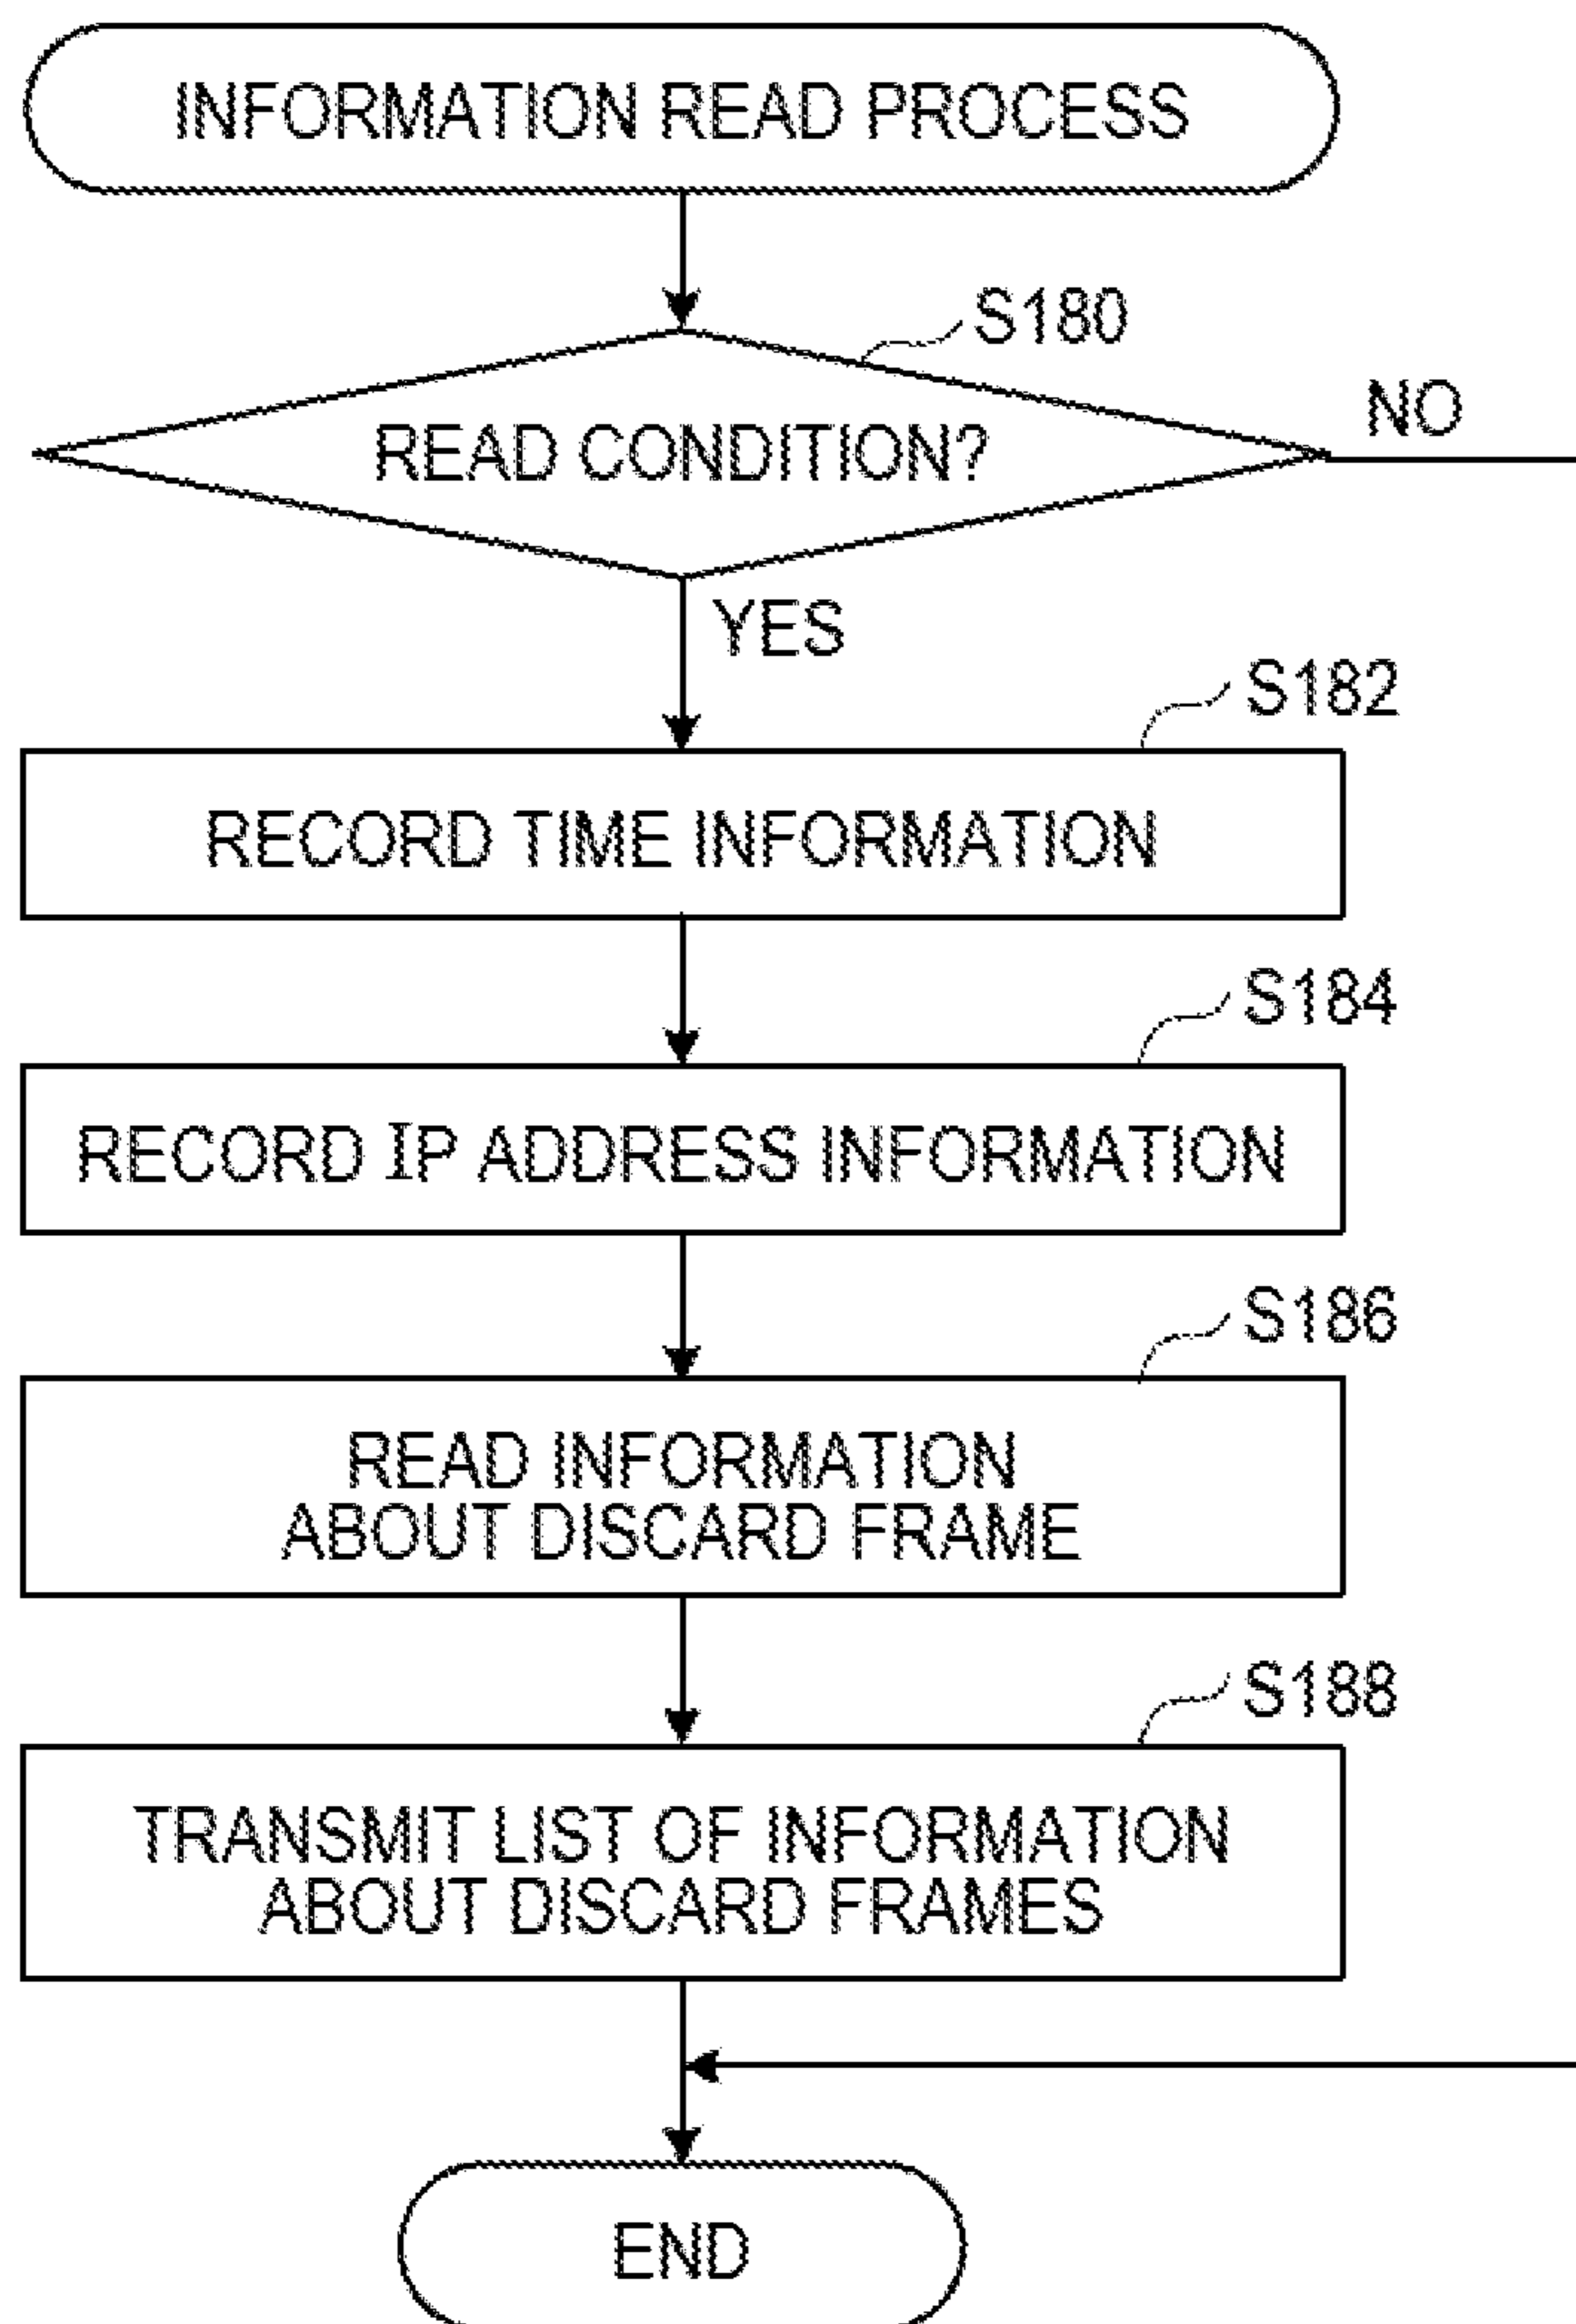 INFORMATION READ PROCESS
S180
READ CONDITION?
NO
YES
S182
RECORD TIME INFORMATION
S184
RECORD IP ADDRESS INFORMATION
S186
READ INFORMATION
ABOUT DISCARD FRAME
S188
TRANSMIT LIST OF INFORMATION
ABOUT DISCARD FRAMES
END